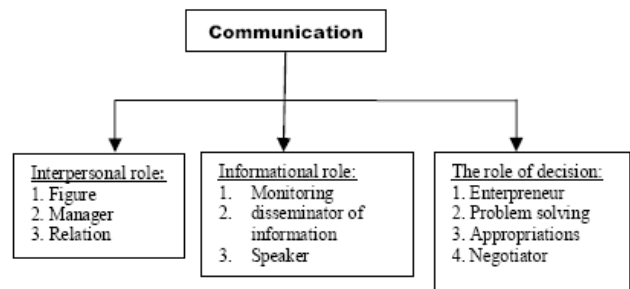 Communication
Interpersonal role:
1. Figure
2. Manager
3. Relation
Informational role:
1. Monitoring
2. disseminator of
information
3. Speaker
The role of decision:
1. Enterpreneur
2. Problem solving
3. Appropriations
4. Negotiator